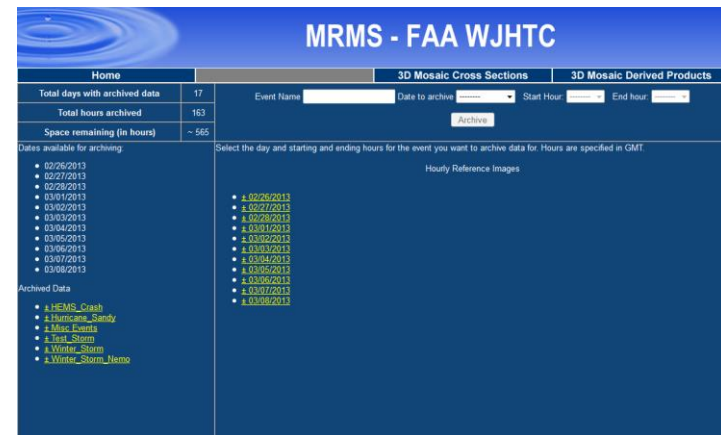 MRMS - FAA WJHTC
Home
3D Mosaic Cross Sections
3D Mosaic Derived Products
Total days with archived data 17
Total hours archived 163
Space remaining (in hours) ~ 565
Event Name
Date to archive --------
Start Hour: -------
End hour: -------
Archive
Dates available for archiving:
02/26/2013
02/27/2013
02/28/2013
03/01/2013
03/02/2013
03/03/2013
03/04/2013
03/05/2013
03/06/2013
03/07/2013
03/08/2013
Archived Data
± HEMS_Crash
± Hurricane_Sandy
± Misc Events
± Test_Storm
± Winter_Storm
± Winter_Storm_Nemo
Select the day and starting and ending hours for the event you want to archive data for. Hours are specified in GMT.
Hourly Reference Images
± 02/26/2013
± 02/27/2013
± 02/28/2013
± 03/01/2013
± 03/02/2013
± 03/03/2013
± 03/04/2013
± 03/05/2013
± 03/06/2013
± 03/07/2013
± 03/08/2013